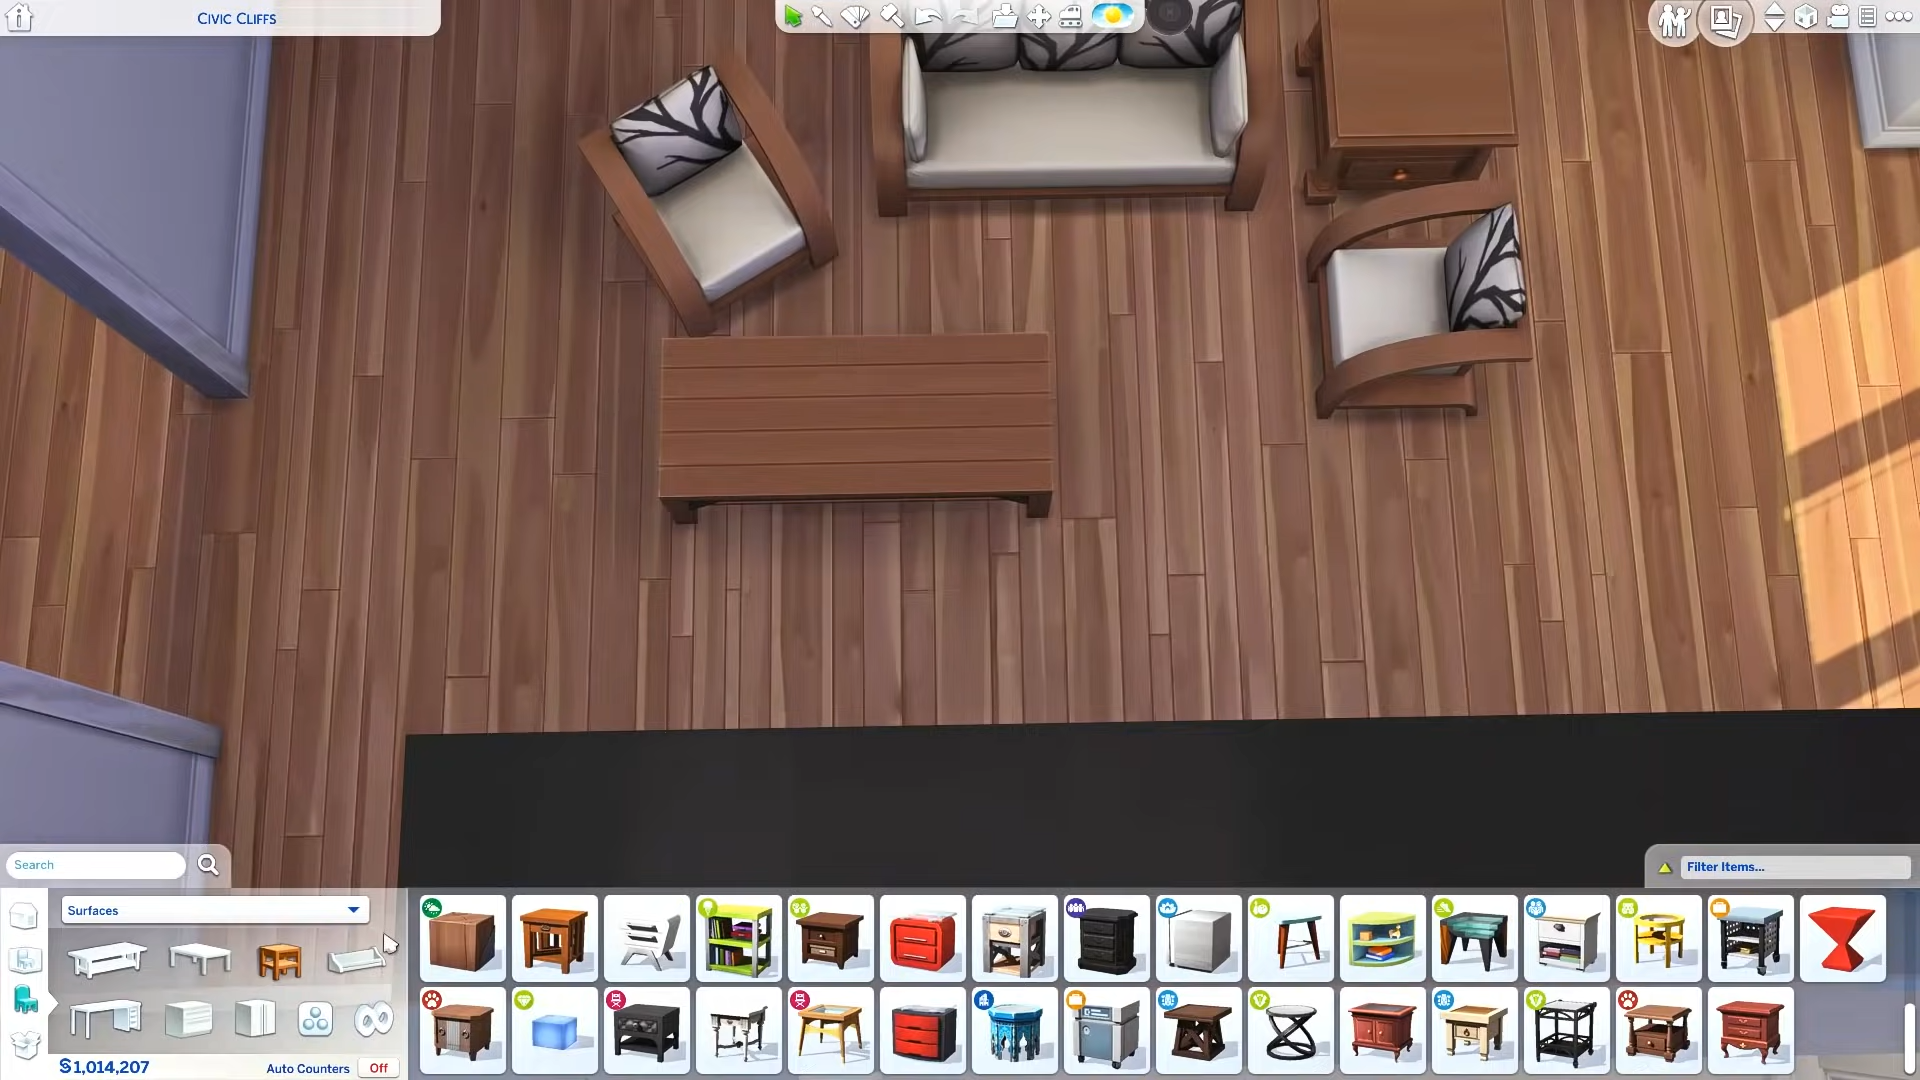 Civic Cliffs
Search
Filter Items...
Surfaces
§1,014,207
Auto Counters Off